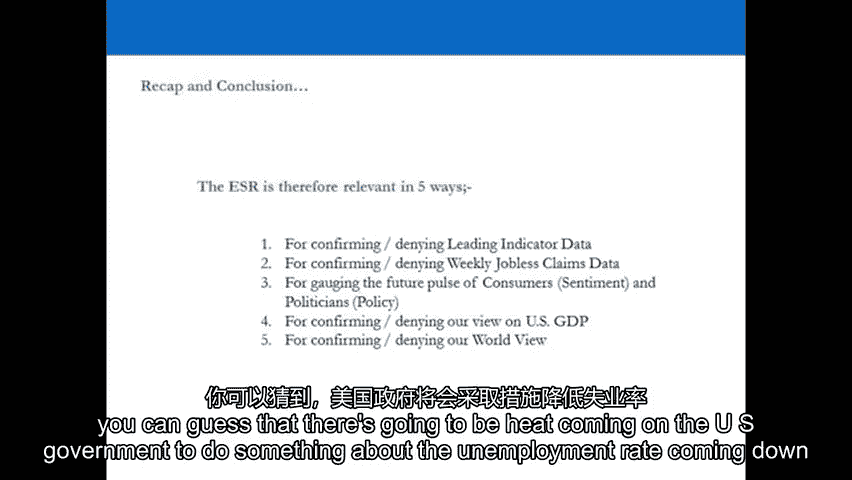 Recap and Conclusion…
The ESR is therefore relevant in 5 ways;-
1. For confirming / denying Leading Indicator Data
2. For confirming / denying Weekly Jobless Claims Data
3. For gauging the future pulse of Consumers (Sentiment) and
Politicians (Policy)
4. For confirming / denying our view on U.S. GDP
5. For confirming / denying our World View
你可以猜到，美国政府将会采取措施降低失业率
you can guess that there's going to be heat coming on the U S
government to do something about the unemployment rate coming down